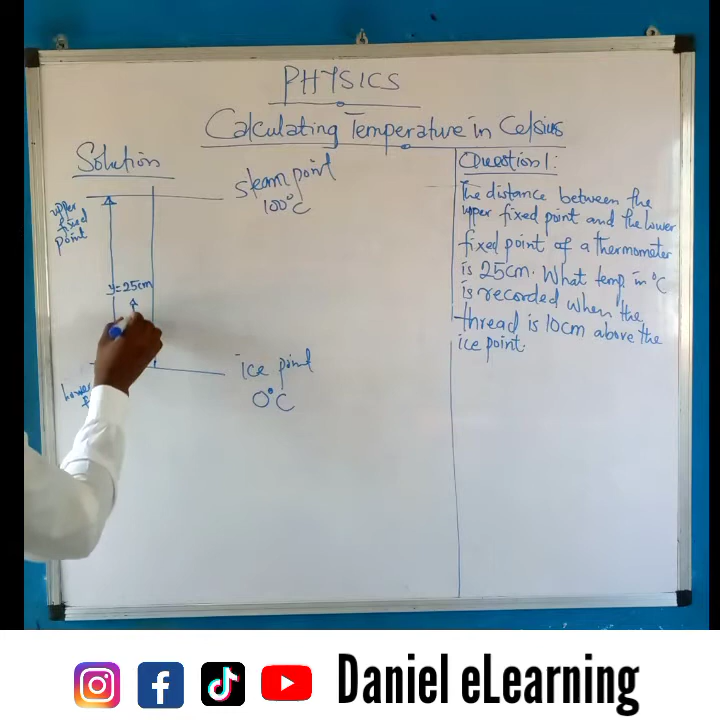 PHYSICS
Calculating Temperature in Celsius
Solution
steam point
100°C
upper
fixed
point
y=25cm
ice point
0°C
lower
Question 1:
The distance between the
upper fixed point and the lower
fixed point of a thermometer
is 25cm. What temp. in °C
is recorded when the
thread is 10cm above the
ice point.
Daniel eLearning